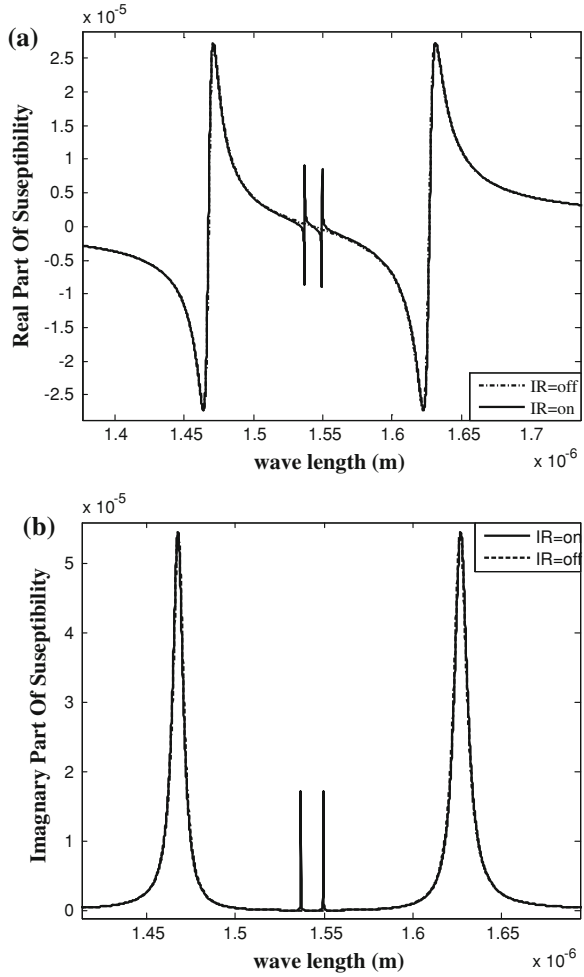 (a)
x 10^-5
Real Part Of Suseptibility
2.5
2
1.5
1
0.5
0
-0.5
-1
-1.5
-2
-2.5
1.4
1.45
1.5
1.55
1.6
1.65
1.7
wave length (m)
x 10^-6
IR=off
IR=on
(b)
x 10^-5
Imagnary Part Of Suseptibility
5
4
3
2
1
0
1.45
1.5
1.55
1.6
1.65
wave length (m)
x 10^-6
IR=on
IR=off